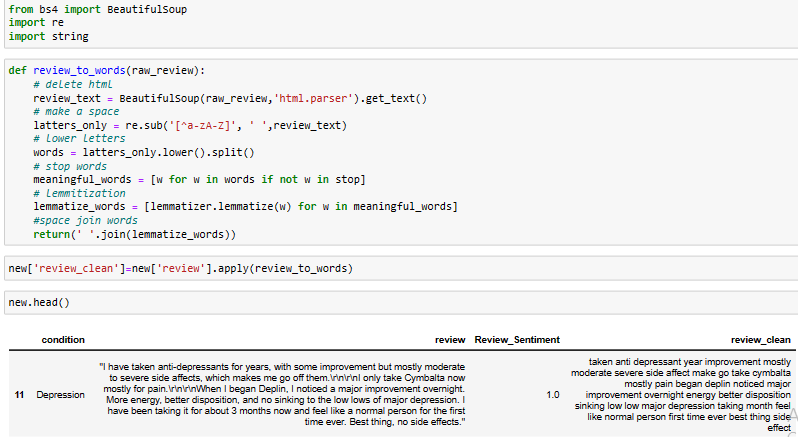 from bs4 import BeautifulSoup
import re
import string
def review_to_words(raw_review):
# delete html
review_text = BeautifulSoup(raw_review,'html.parser').get_text()
# make a space
latters_only = re.sub('[^a-zA-Z]', ' ',review_text)
# lower letters
words = latters_only.lower().split()
# stop words
meaningful_words = [w for w in words if not w in stop]
# lemmitization
lemmatize_words = [lemmatizer.lemmatize(w) for w in meaningful_words]
#space join words
return(' '.join(lemmatize_words))
new['review_clean']=new['review'].apply(review_to_words)
new.head()
condition review Review_Sentiment review_clean
11 Depression
"I have taken anti-depressants for years, with some improvement but mostly moderate
to severe side affects, which makes me go off them.\r\n\r\nI only take Cymbalta now
mostly for pain.\r\n\r\nWhen I began Deplin, I noticed a major improvement overnight.
More energy, better disposition, and no sinking to the low lows of major depression. I
have been taking it for about 3 months now and feel like a normal person for the first
time ever. Best thing, no side effects."
1.0
taken anti depressant year improvement mostly
moderate severe side affect make go take cymbalta
mostly pain began deplin noticed major
improvement overnight energy better disposition
sinking low low major depression taking month feel
like normal person first time ever best thing side
effect